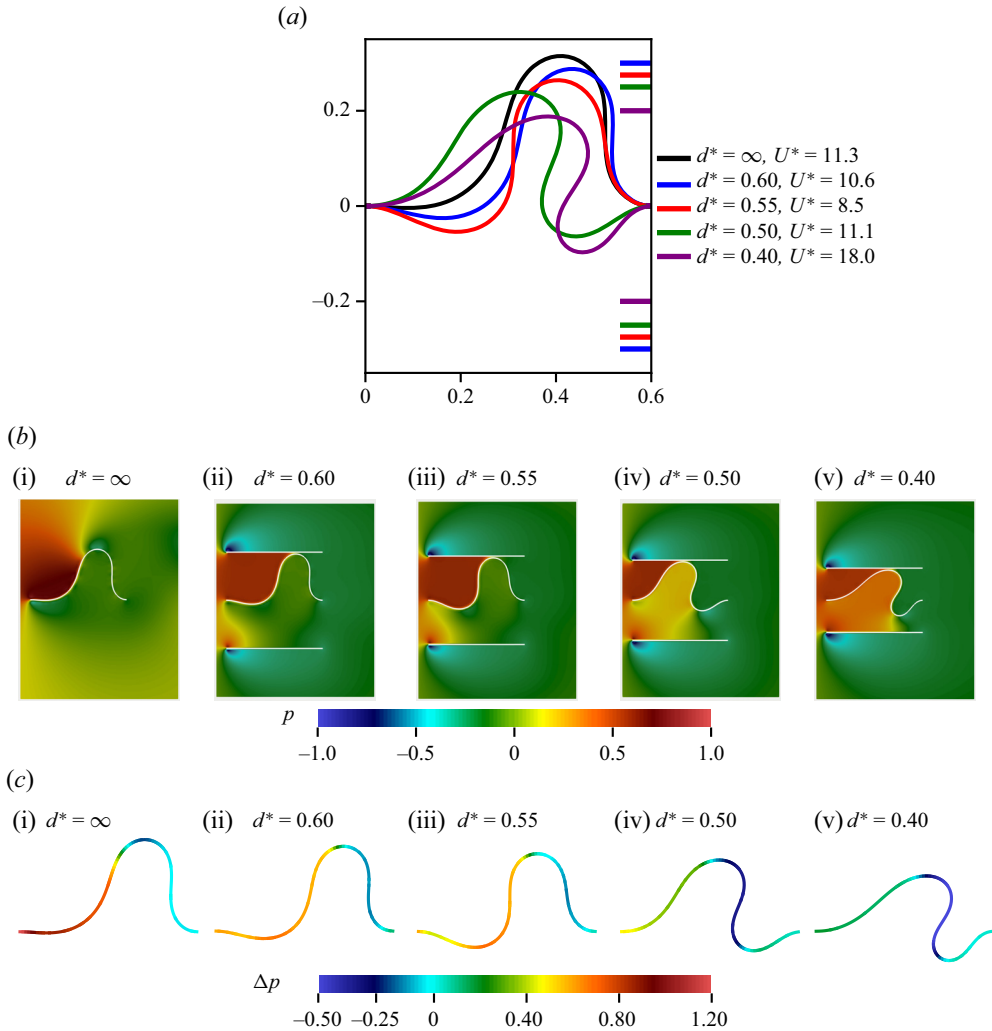 (a)
0.2
0
–0.2
0 0.2 0.4 0.6
d* = ∞, U* = 11.3
d* = 0.60, U* = 10.6
d* = 0.55, U* = 8.5
d* = 0.50, U* = 11.1
d* = 0.40, U* = 18.0
(b)
(i) d* = ∞ (ii) d* = 0.60 (iii) d* = 0.55 (iv) d* = 0.50 (v) d* = 0.40
p
–1.0 –0.5 0 0.5 1.0
(c)
(i) d* = ∞ (ii) d* = 0.60 (iii) d* = 0.55 (iv) d* = 0.50 (v) d* = 0.40
Δp
–0.50 –0.25 0 0.40 0.80 1.20